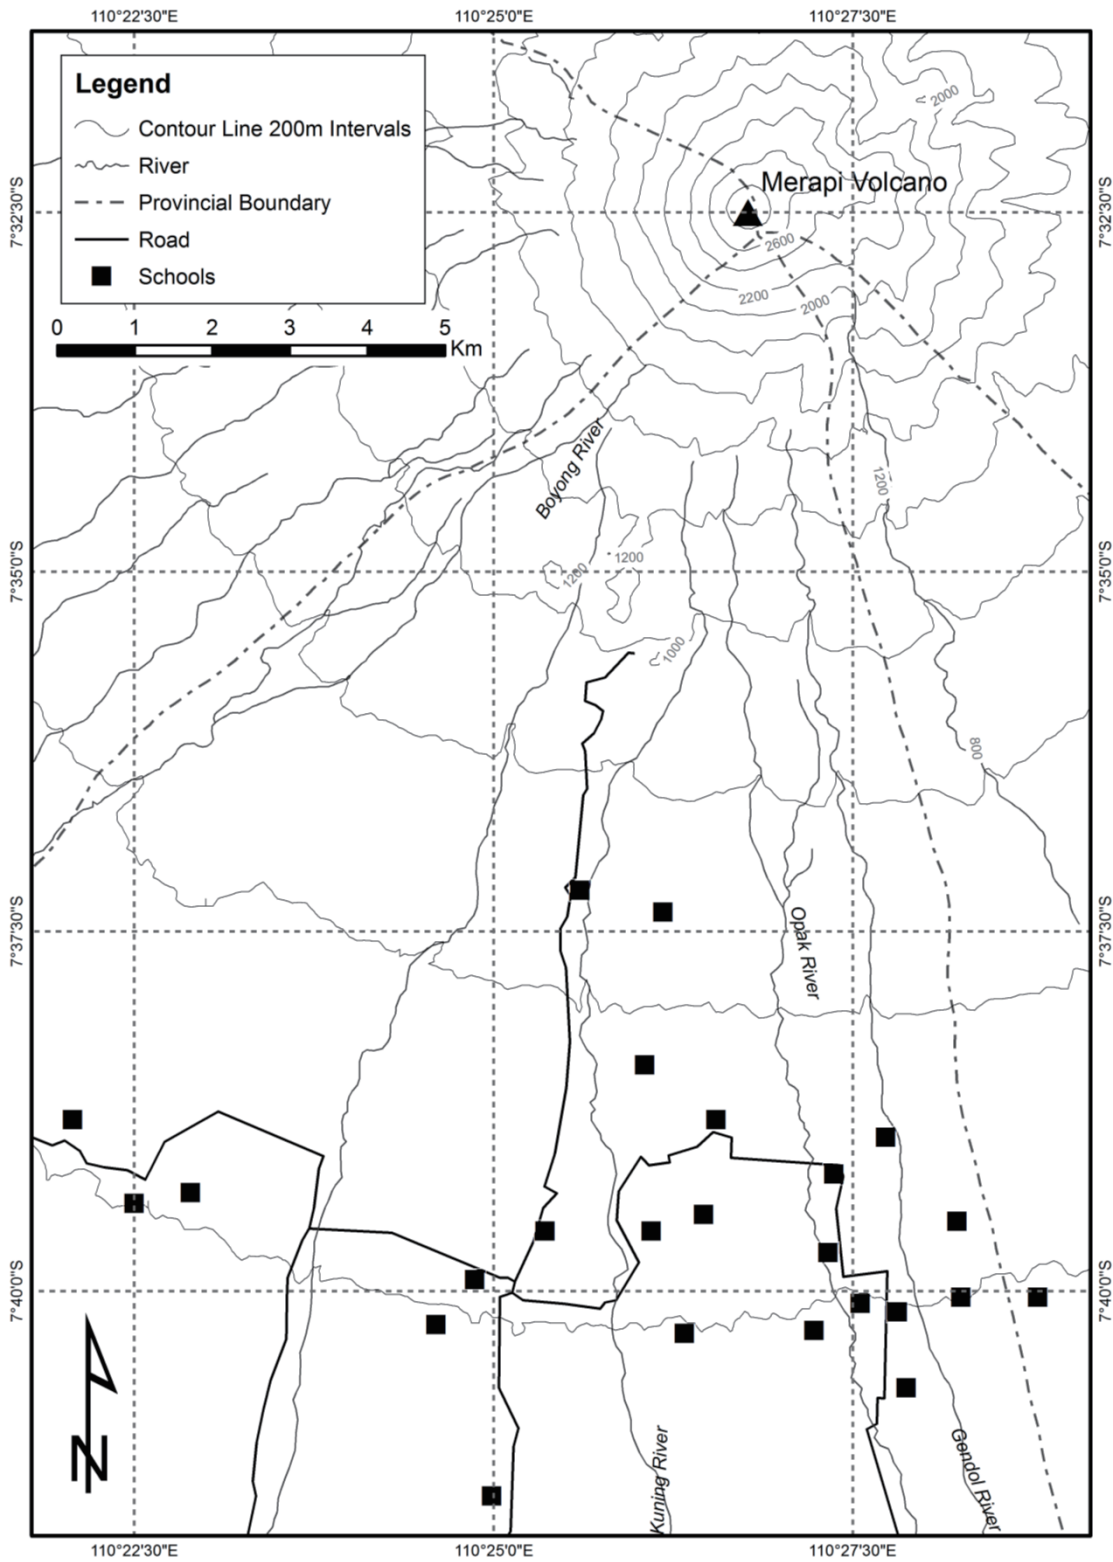 110°22'30"E 110°25'0"E 110°27'30"E
Legend
Contour Line 200m Intervals
River
Provincial Boundary
Road
Schools
0 1 2 3 4 5
Km
2000
Merapi Volcano
7°32'30"S 7°32'30"S
2600
2200
2000
Boyong River
1200
1200
1200
7°35'0"S 7°35'0"S
1000
800
Opak River
7°37'30"S 7°37'30"S
7°40'0"S 7°40'0"S
N
Kuning River
Gendol River
110°22'30"E 110°25'0"E 110°27'30"E